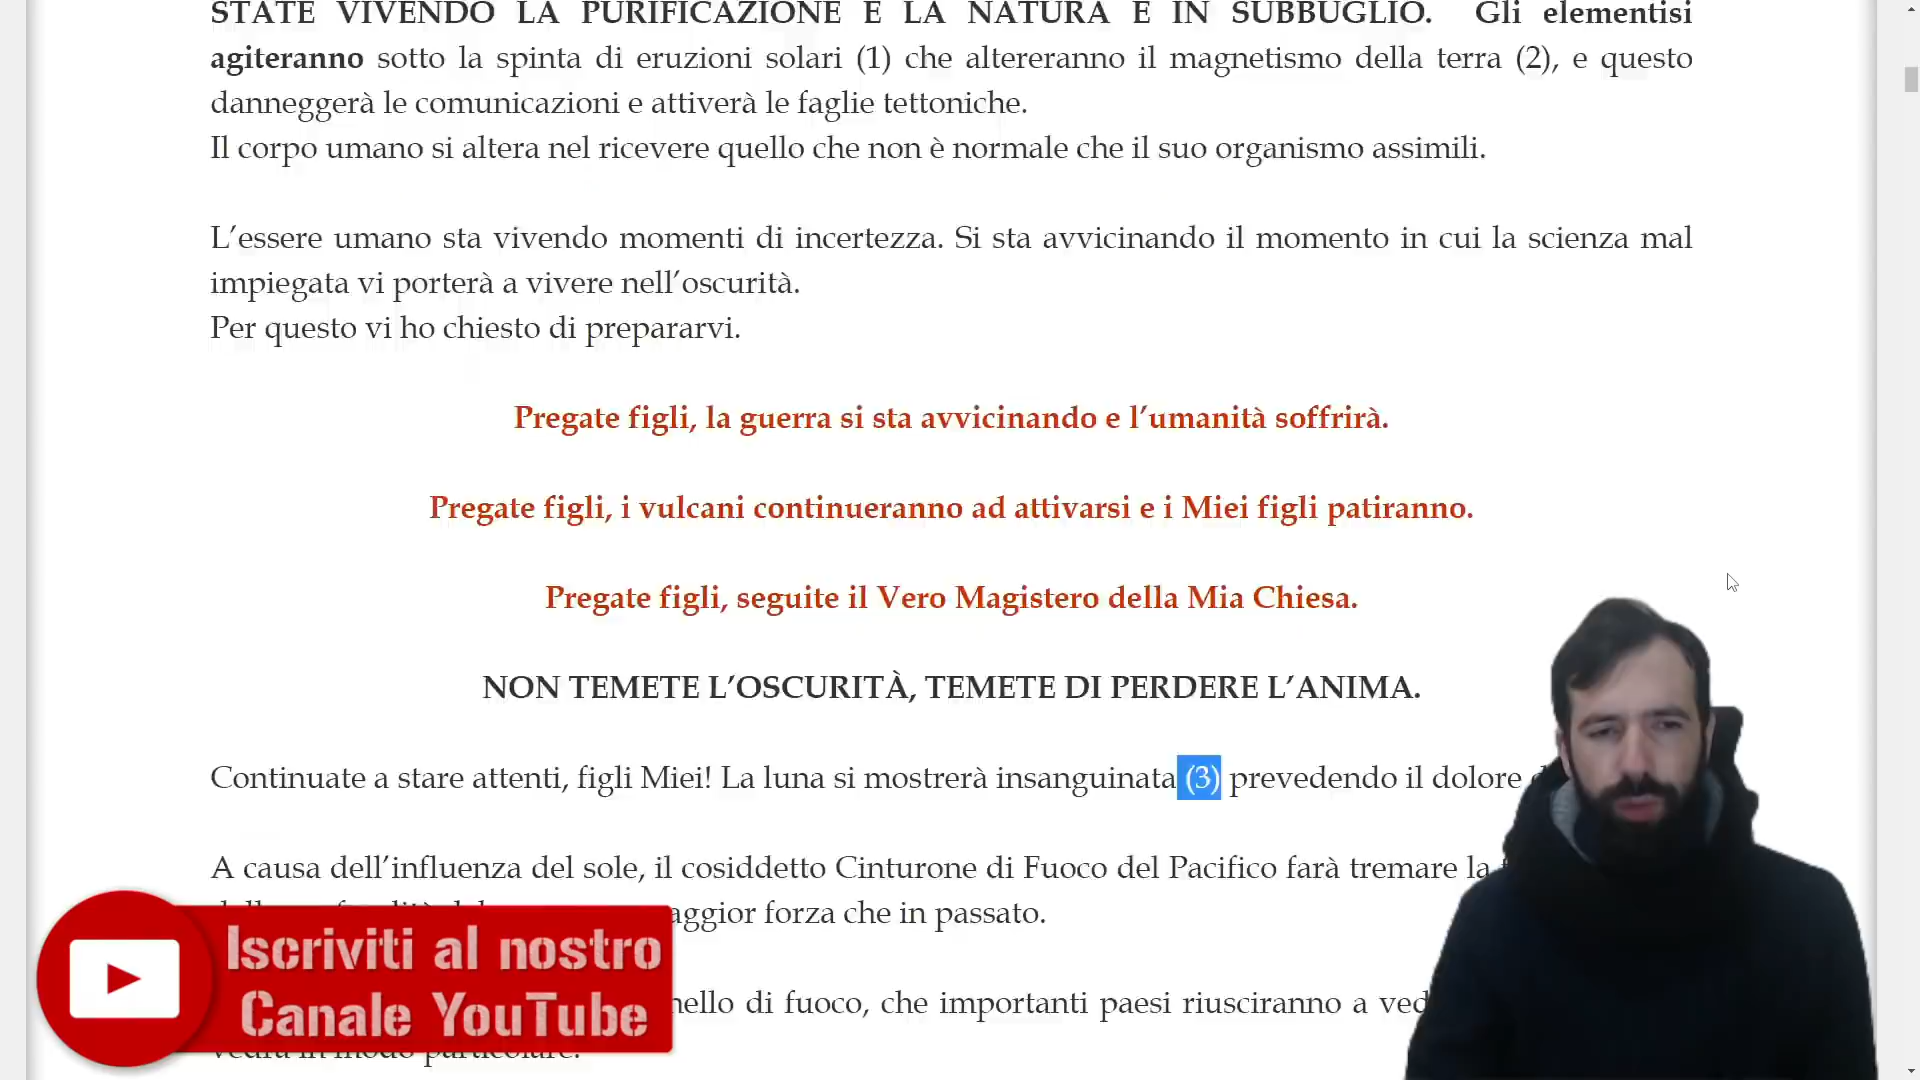 STATE VIVENDO LA PURIFICAZIONE E LA NATURA È IN SUBBUGLIO. Gli elementisi
agiteranno sotto la spinta di eruzioni solari (1) che altereranno il magnetismo della terra (2), e questo
danneggerà le comunicazioni e attiverà le faglie tettoniche.
Il corpo umano si altera nel ricevere quello che non è normale che il suo organismo assimili.
L’essere umano sta vivendo momenti di incertezza. Si sta avvicinando il momento in cui la scienza mal
impiegata vi porterà a vivere nell’oscurità.
Per questo vi ho chiesto di prepararvi.
Pregate figli, la guerra si sta avvicinando e l’umanità soffrirà.
Pregate figli, i vulcani continueranno ad attivarsi e i Miei figli patiranno.
Pregate figli, seguite il Vero Magistero della Mia Chiesa.
NON TEMETE L’OSCURITÀ, TEMETE DI PERDERE L’ANIMA.
Continuate a stare attenti, figli Miei! La luna si mostrerà insanguinata (3) prevedendo il dolore
A causa dell’influenza del sole, il cosiddetto Cinturone di Fuoco del Pacifico farà tremare la
aggior forza che in passato.
nello di fuoco, che importanti paesi riusciranno a ved
vedrà in modo particolare.
Iscriviti al nostro
Canale YouTube